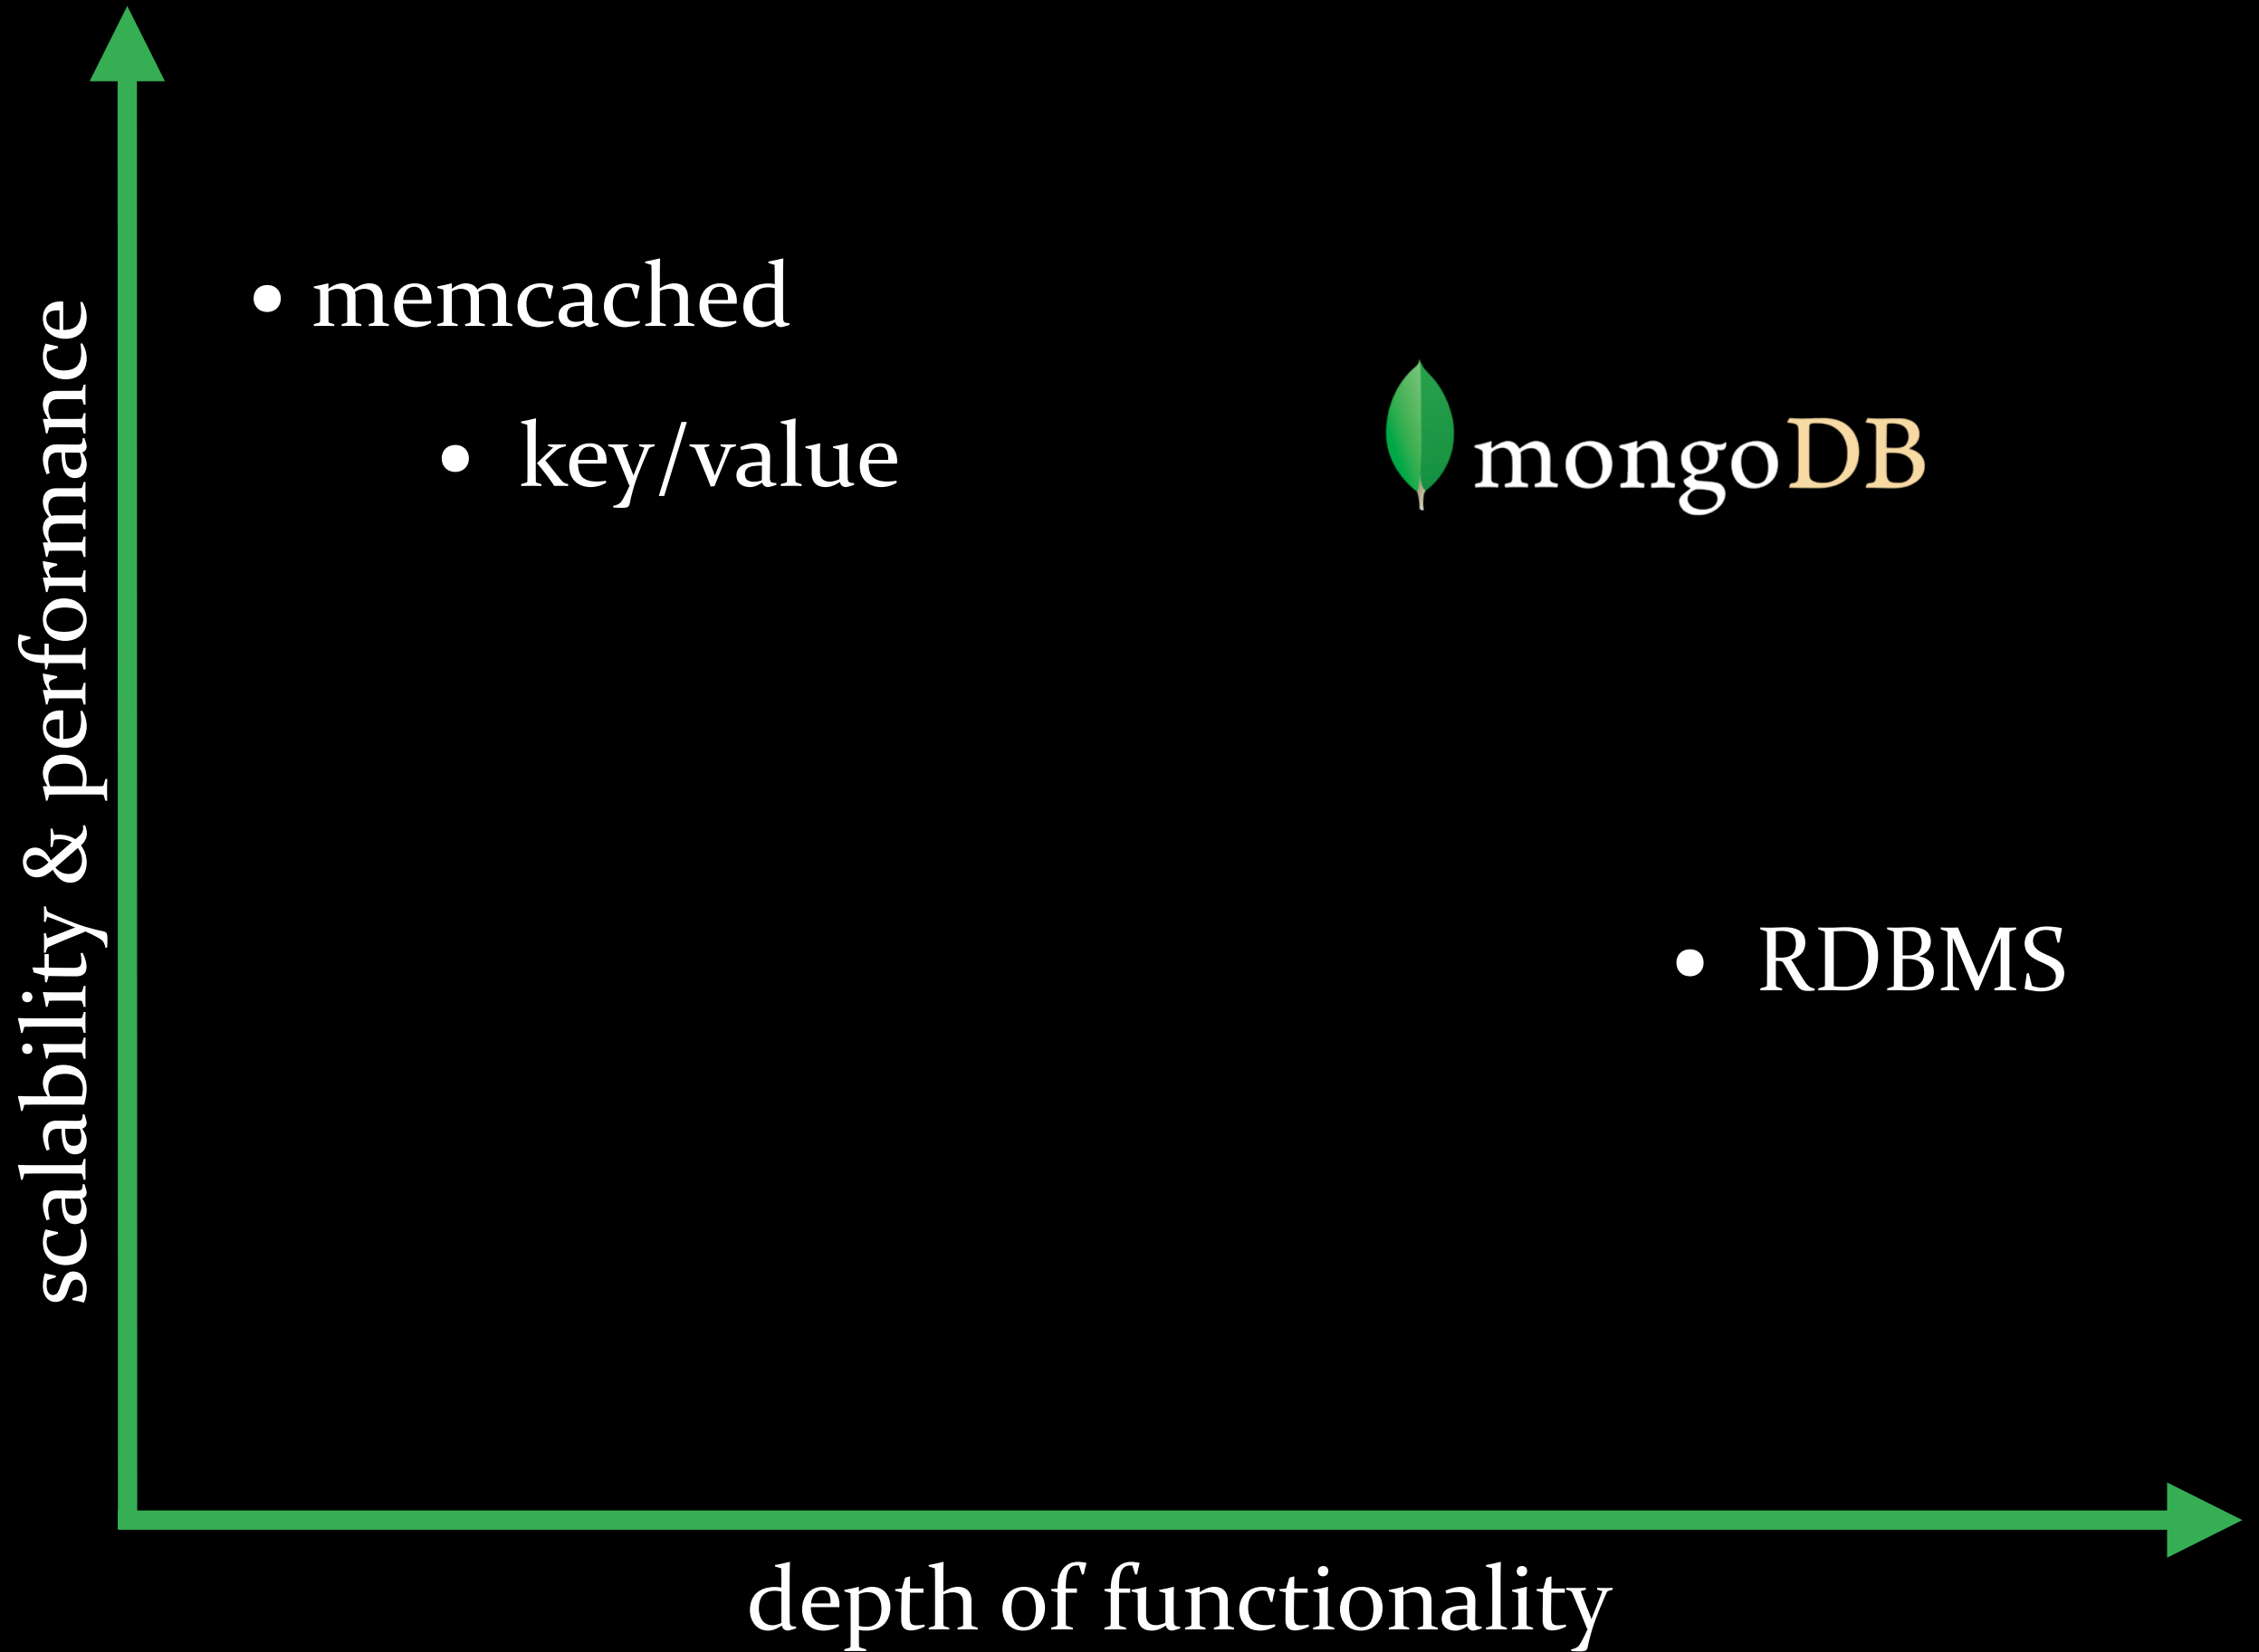 scalability & performance
• memcached
• key/value
mongoDB
• RDBMS
depth of functionality